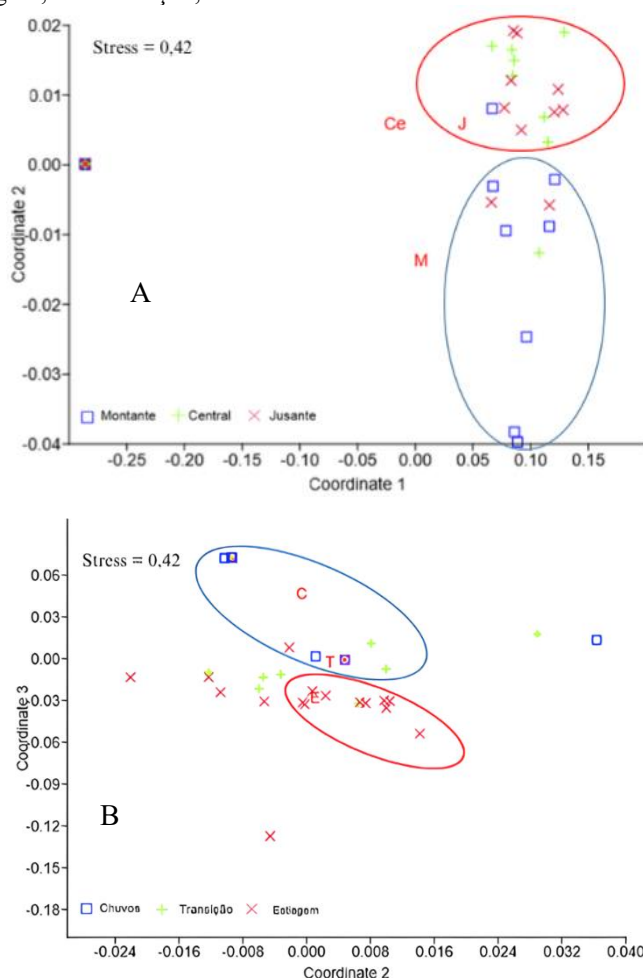 0.02
Stress = 0,42
0.01
Ce J
0.00
-0.01
M
-0.02
A
-0.03
Montante Central Jusante
-0.04
-0.25 -0.20 -0.15 -0.10 -0.05 0.00 0.05 0.10 0.15
Coordinate 1
Coordinate 2
Stress = 0,42
0.06
C
0.03
0.00
T
-0.03
E
-0.06
-0.09
B
-0.12
-0.15
-0.18
Chuvos Transição Estiagem
-0.024 -0.016 -0.008 0.000 0.008 0.016 0.024 0.032 0.040
Coordinate 2
Coordinate 3